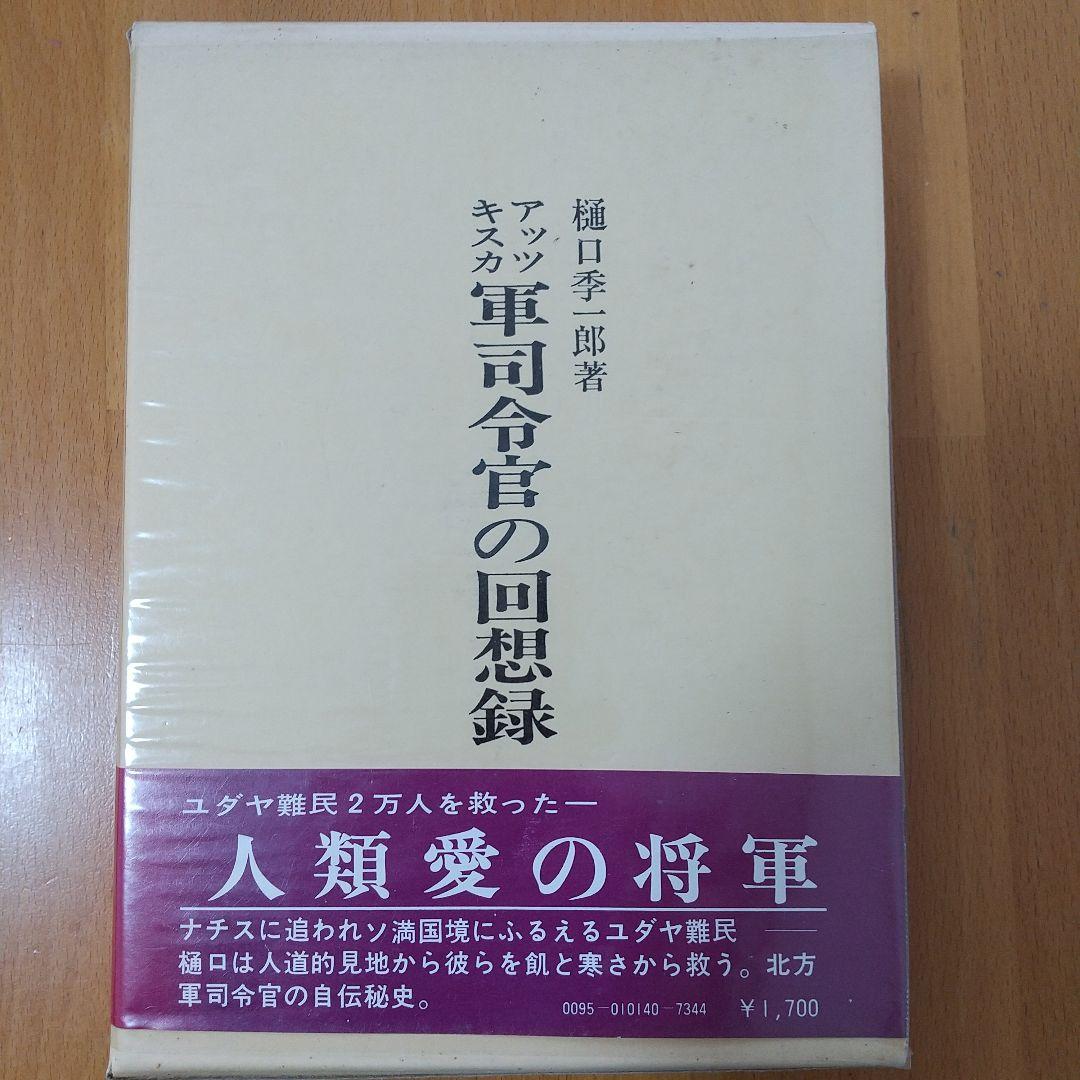 樋口季一郎著
アッツ
キスカ
軍司令官の回想録
ユダヤ難民2万人を救った―
人類愛の将軍
ナチスに追われソ満国境にふるえるユダヤ難民――
樋口は人道的見地から彼らを飢と寒さから救う。北方
軍司令官の自伝秘史。
0095―010140―7344 ￥1,700